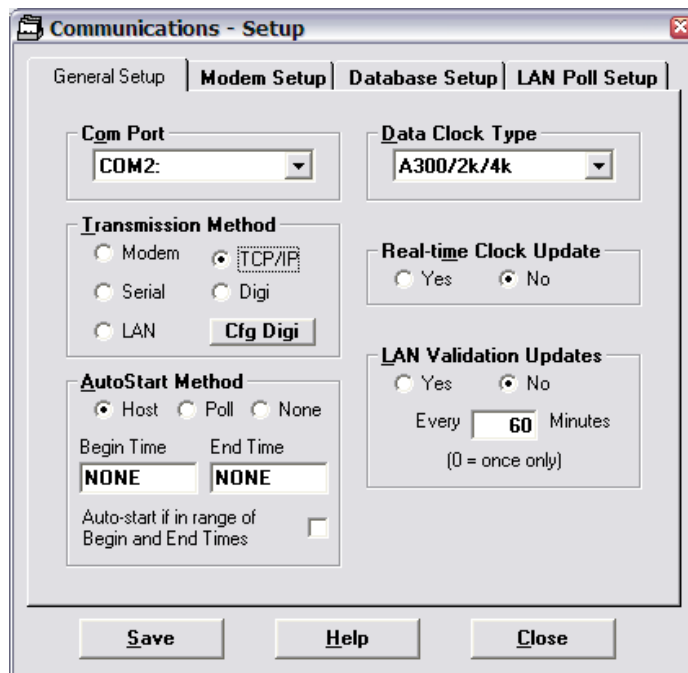 Communications - Setup
General Setup Modem Setup Database Setup LAN Poll Setup
Com Port
COM2:
Data Clock Type
A300/2k/4k
Transmission Method
Modem TCP/IP
Serial Digi
LAN Cfg Digi
Real-time Clock Update
Yes No
LAN Validation Updates
Yes No
Every 60 Minutes
(0 = once only)
AutoStart Method
Host Poll None
Begin Time End Time
NONE NONE
Auto-start if in range of
Begin and End Times
Save Help Close